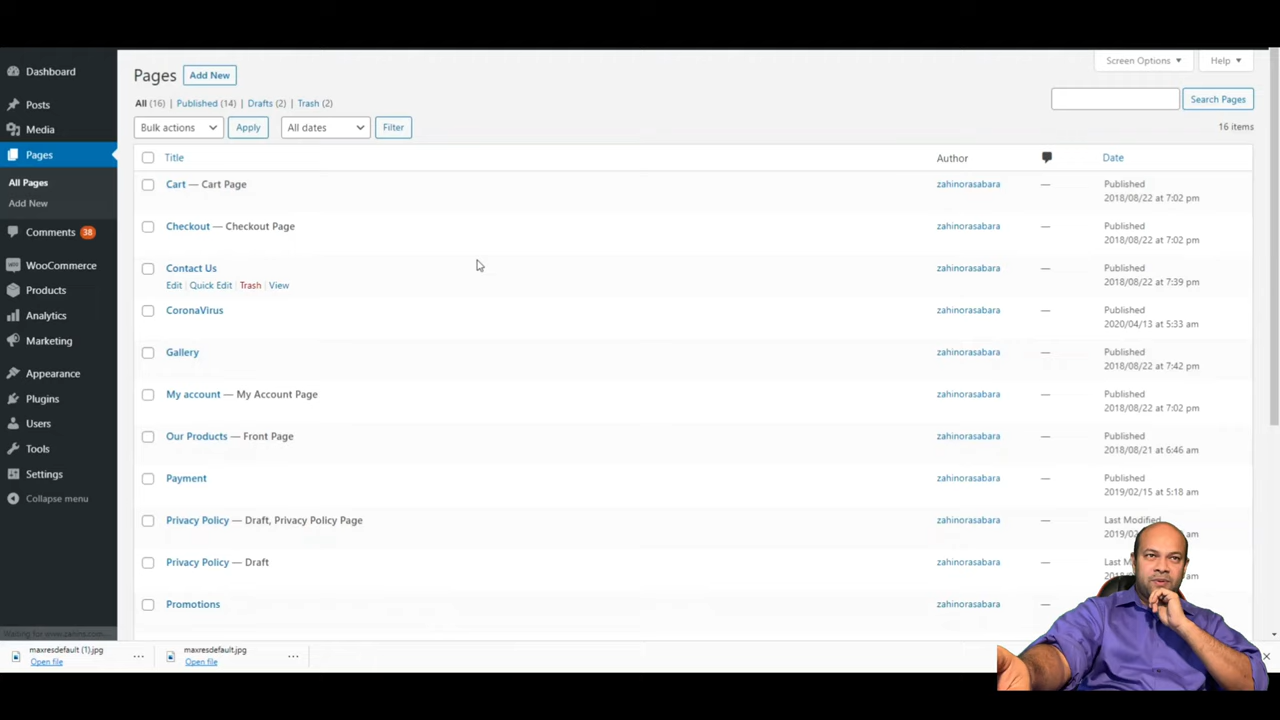 Dashboard
Posts
Media
Pages
All Pages
Add New
Comments 38
WooCommerce
Products
Analytics
Marketing
Appearance
Plugins
Users
Tools
Settings
Collapse menu
Waiting for www.zahins.com...
Screen Options Help
Pages Add New
All (16) | Published (14) | Drafts (2) | Trash (2)
Search Pages
Bulk actions Apply All dates Filter
16 items
Title Author Date
Cart — Cart Page zahinorasabara — Published
2018/08/22 at 7:02 pm
Checkout — Checkout Page zahinorasabara — Published
2018/08/22 at 7:02 pm
Contact Us zahinorasabara — Published
Edit | Quick Edit | Trash | View 2018/08/22 at 7:39 pm
CoronaVirus zahinorasabara — Published
2020/04/13 at 5:33 am
Gallery zahinorasabara — Published
2018/08/22 at 7:42 pm
My account — My Account Page zahinorasabara — Published
2018/08/22 at 7:02 pm
Our Products — Front Page zahinorasabara — Published
2018/08/21 at 6:46 am
Payment zahinorasabara — Published
2019/02/15 at 5:18 am
Privacy Policy — Draft, Privacy Policy Page zahinorasabara — Last Modified
am
Privacy Policy — Draft zahinorasabara — Last
am
Promotions zahinorasabara —
maxresdefault (1).jpg
Open file
maxresdefault.jpg
Open file